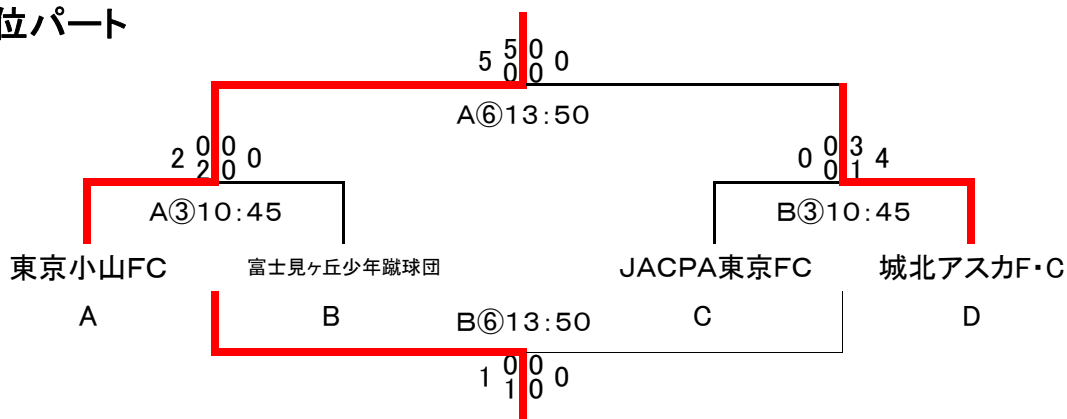 位パート
5 5 0 0
0 0
A⑥13:50
2 0 0 0
2 0
0 0 3 4
0 1
A③10:45
B③10:45
東京小山FC
富士見ヶ丘少年蹴球団
JACPA東京FC
城北アスカF・C
A
B
B⑥13:50
C
D
1 0 0 0
1 0